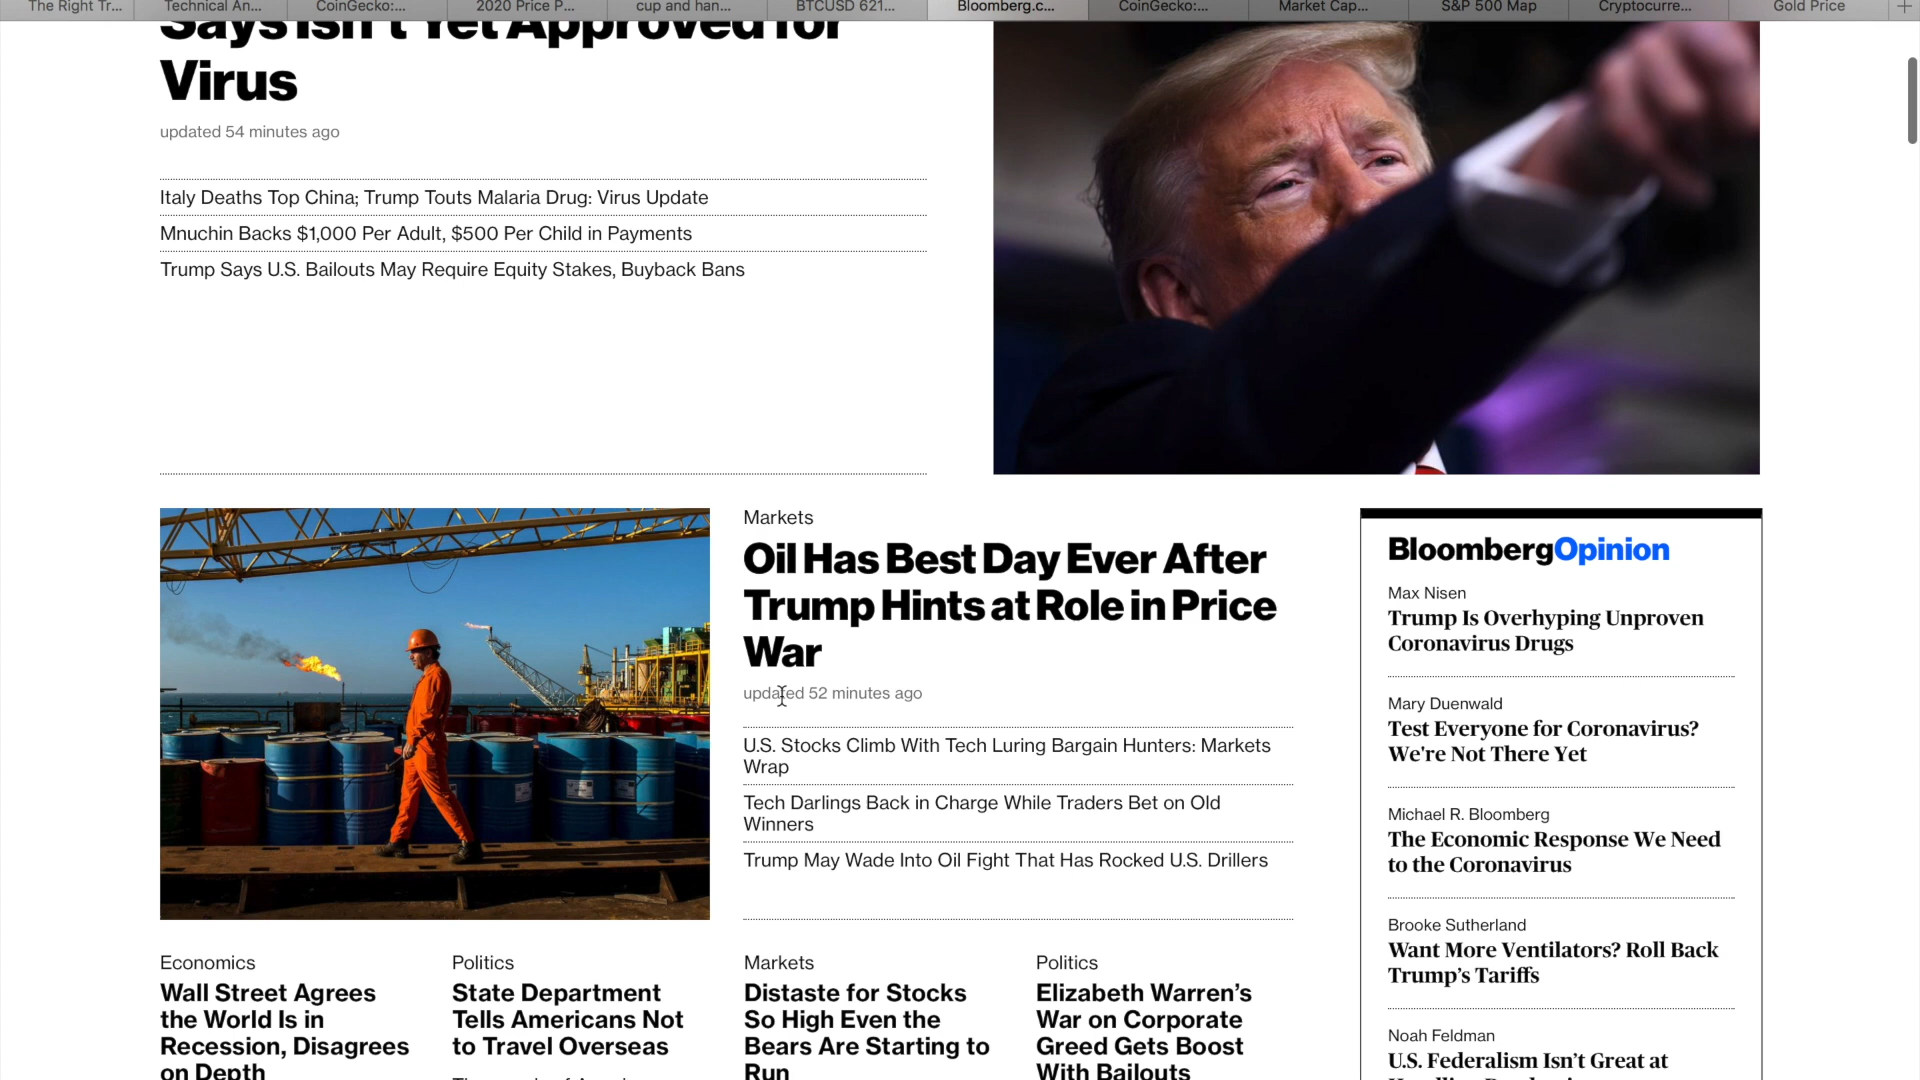 The Right Tr...
Technical An...
CoinGecko:...
2020 Price P...
cup and han...
BTCUSD 621...
Bloomberg.c...
CoinGecko:...
Market Cap...
S&P 500 Map
Cryptocurre...
Gold Price
Says Isn't Yet Approved for
Virus
updated 54 minutes ago
Italy Deaths Top China; Trump Touts Malaria Drug: Virus Update
Mnuchin Backs $1,000 Per Adult, $500 Per Child in Payments
Trump Says U.S. Bailouts May Require Equity Stakes, Buyback Bans
Markets
Oil Has Best Day Ever After
Trump Hints at Role in Price
War
updated 52 minutes ago
U.S. Stocks Climb With Tech Luring Bargain Hunters: Markets
Wrap
Tech Darlings Back in Charge While Traders Bet on Old
Winners
Trump May Wade Into Oil Fight That Has Rocked U.S. Drillers
BloombergOpinion
Max Nisen
Trump Is Overhyping Unproven
Coronavirus Drugs
Mary Duenwald
Test Everyone for Coronavirus?
We're Not There Yet
Michael R. Bloomberg
The Economic Response We Need
to the Coronavirus
Brooke Sutherland
Want More Ventilators? Roll Back
Trump's Tariffs
Noah Feldman
U.S. Federalism Isn't Great at
Economics
Wall Street Agrees
the World Is in
Recession, Disagrees
on Depth
Politics
State Department
Tells Americans Not
to Travel Overseas
Markets
Distaste for Stocks
So High Even the
Bears Are Starting to
Run
Politics
Elizabeth Warren's
War on Corporate
Greed Gets Boost
With Bailouts